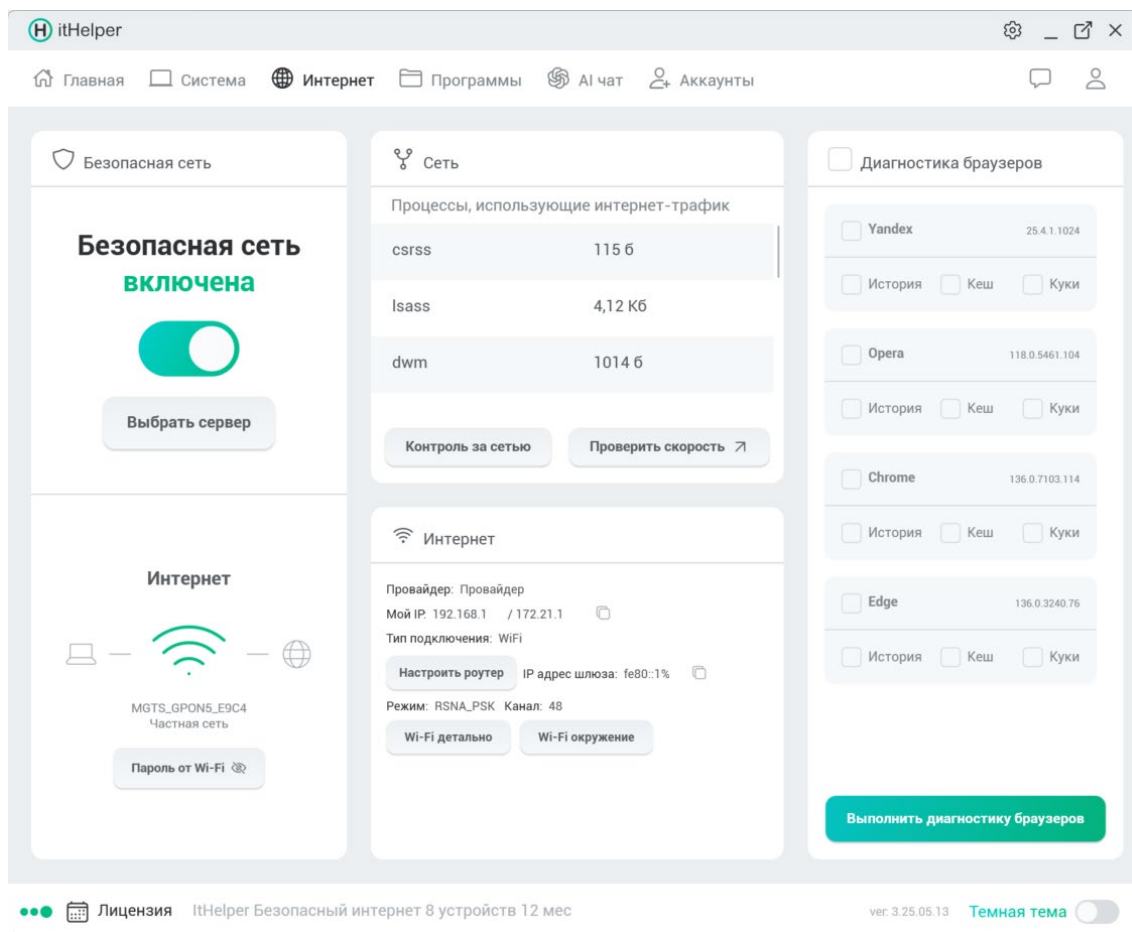 itHelper
Главная Система Интернет Программы AI чат Аккаунты
Безопасная сеть
Безопасная сеть
включена
Выбрать сервер
Интернет
MGTS_GPON5_E9C4
Частная сеть
Пароль от Wi-Fi
Сеть
Процессы, использующие интернет-трафик
csrss 115 б
lsass 4,12 Кб
dwm 1014 б
Контроль за сетью Проверить скорость
Интернет
Провайдер: Провайдер
Мой IP: 192.168.1 / 172.21.1
Тип подключения: WiFi
Настроить роутер IP адрес шлюза: fe80::1%
Режим: RSNA_PSK Канал: 48
Wi-Fi детально Wi-Fi окружение
Диагностика браузеров
Yandex 25.4.1.1024
История Кеш Куки
Opera 118.0.5461.104
История Кеш Куки
Chrome 136.0.7103.114
История Кеш Куки
Edge 136.0.3240.76
История Кеш Куки
Выполнить диагностику браузеров
Лицензия ItHelper Безопасный интернет 8 устройств 12 мес
ver: 3.25.05.13 Темная тема